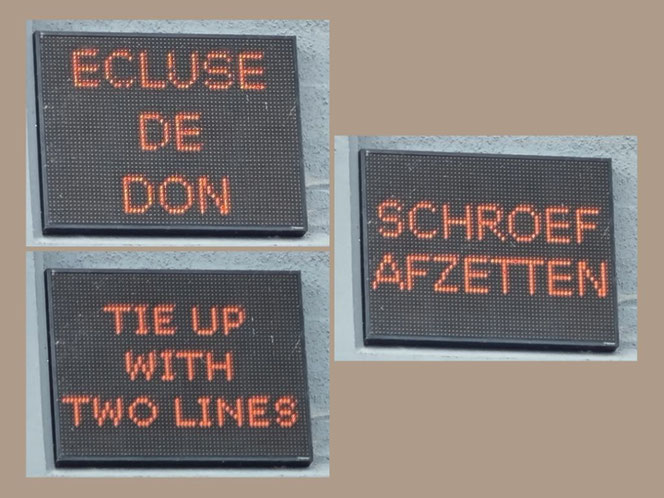 ECLUSE
DE
DON
TIE UP
WITH
TWO LINES
SCHROEF
AFZETTEN